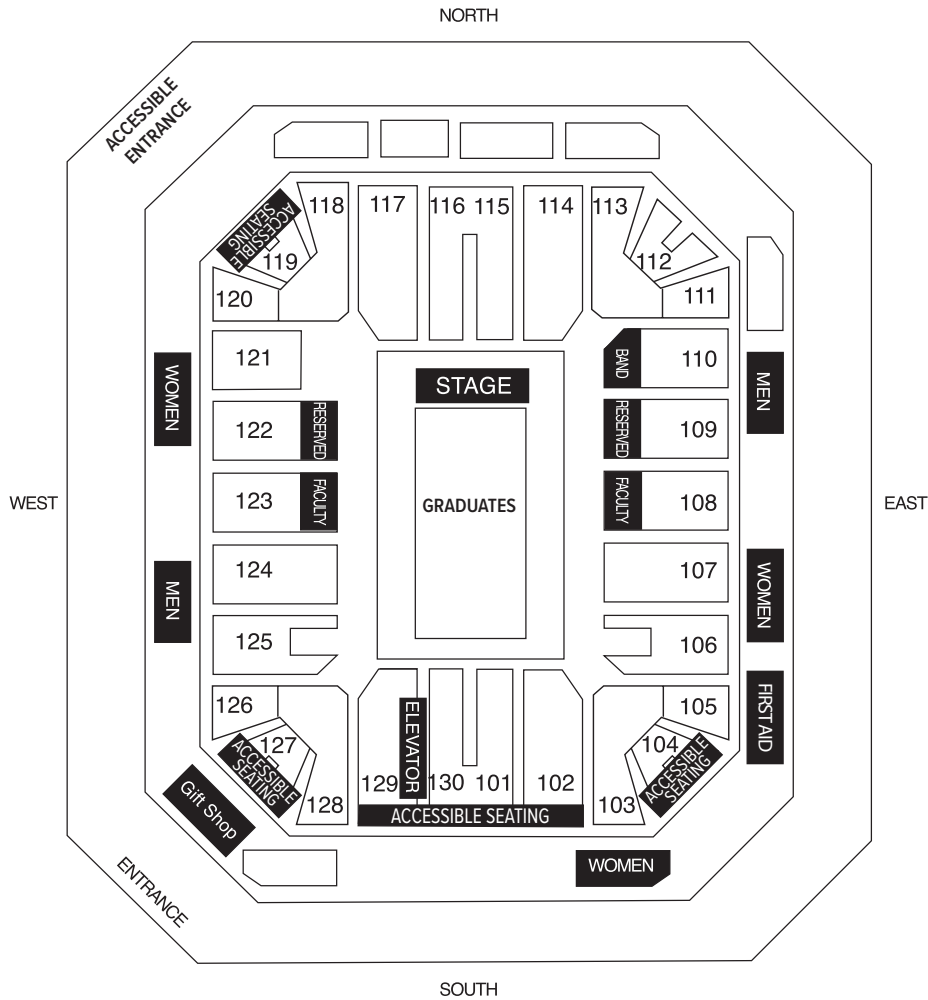 NORTH
ACCESSIBLE
ENTRANCE
118
117
116
115
114
113
ACCESSIBLE
SEATING
119
112
120
111
121
BAND
110
STAGE
WOMEN
MEN
122
RESERVED
RESERVED
109
WEST
123
FACULTY
GRADUATES
FACULTY
108
EAST
124
107
MEN
WOMEN
125
106
126
105
FIRST AID
127
ELEVATOR
104
ACCESSIBLE
SEATING
ACCESSIBLE
SEATING
128
129
130
101
102
103
ACCESSIBLE SEATING
Gift Shop
WOMEN
ENTRANCE
SOUTH